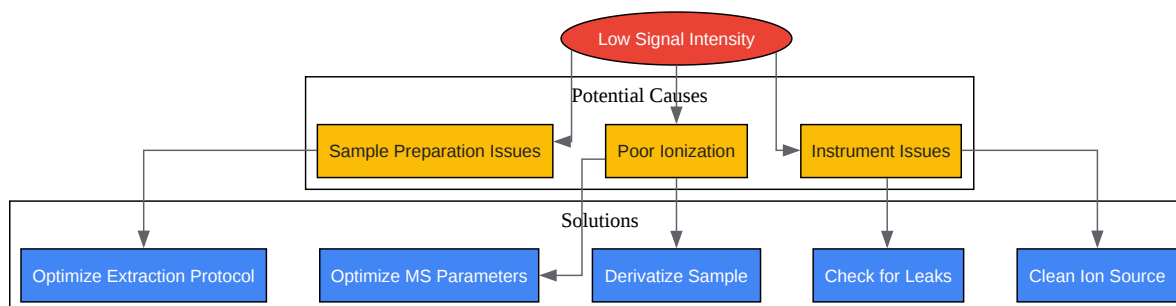 Low Signal Intensity
Potential Causes
Sample Preparation Issues
Poor Ionization
Instrument Issues
Solutions
Optimize Extraction Protocol
Optimize MS Parameters
Derivatize Sample
Check for Leaks
Clean Ion Source